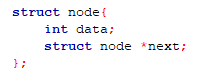 struct node{
    int data;
    struct node *next;
};